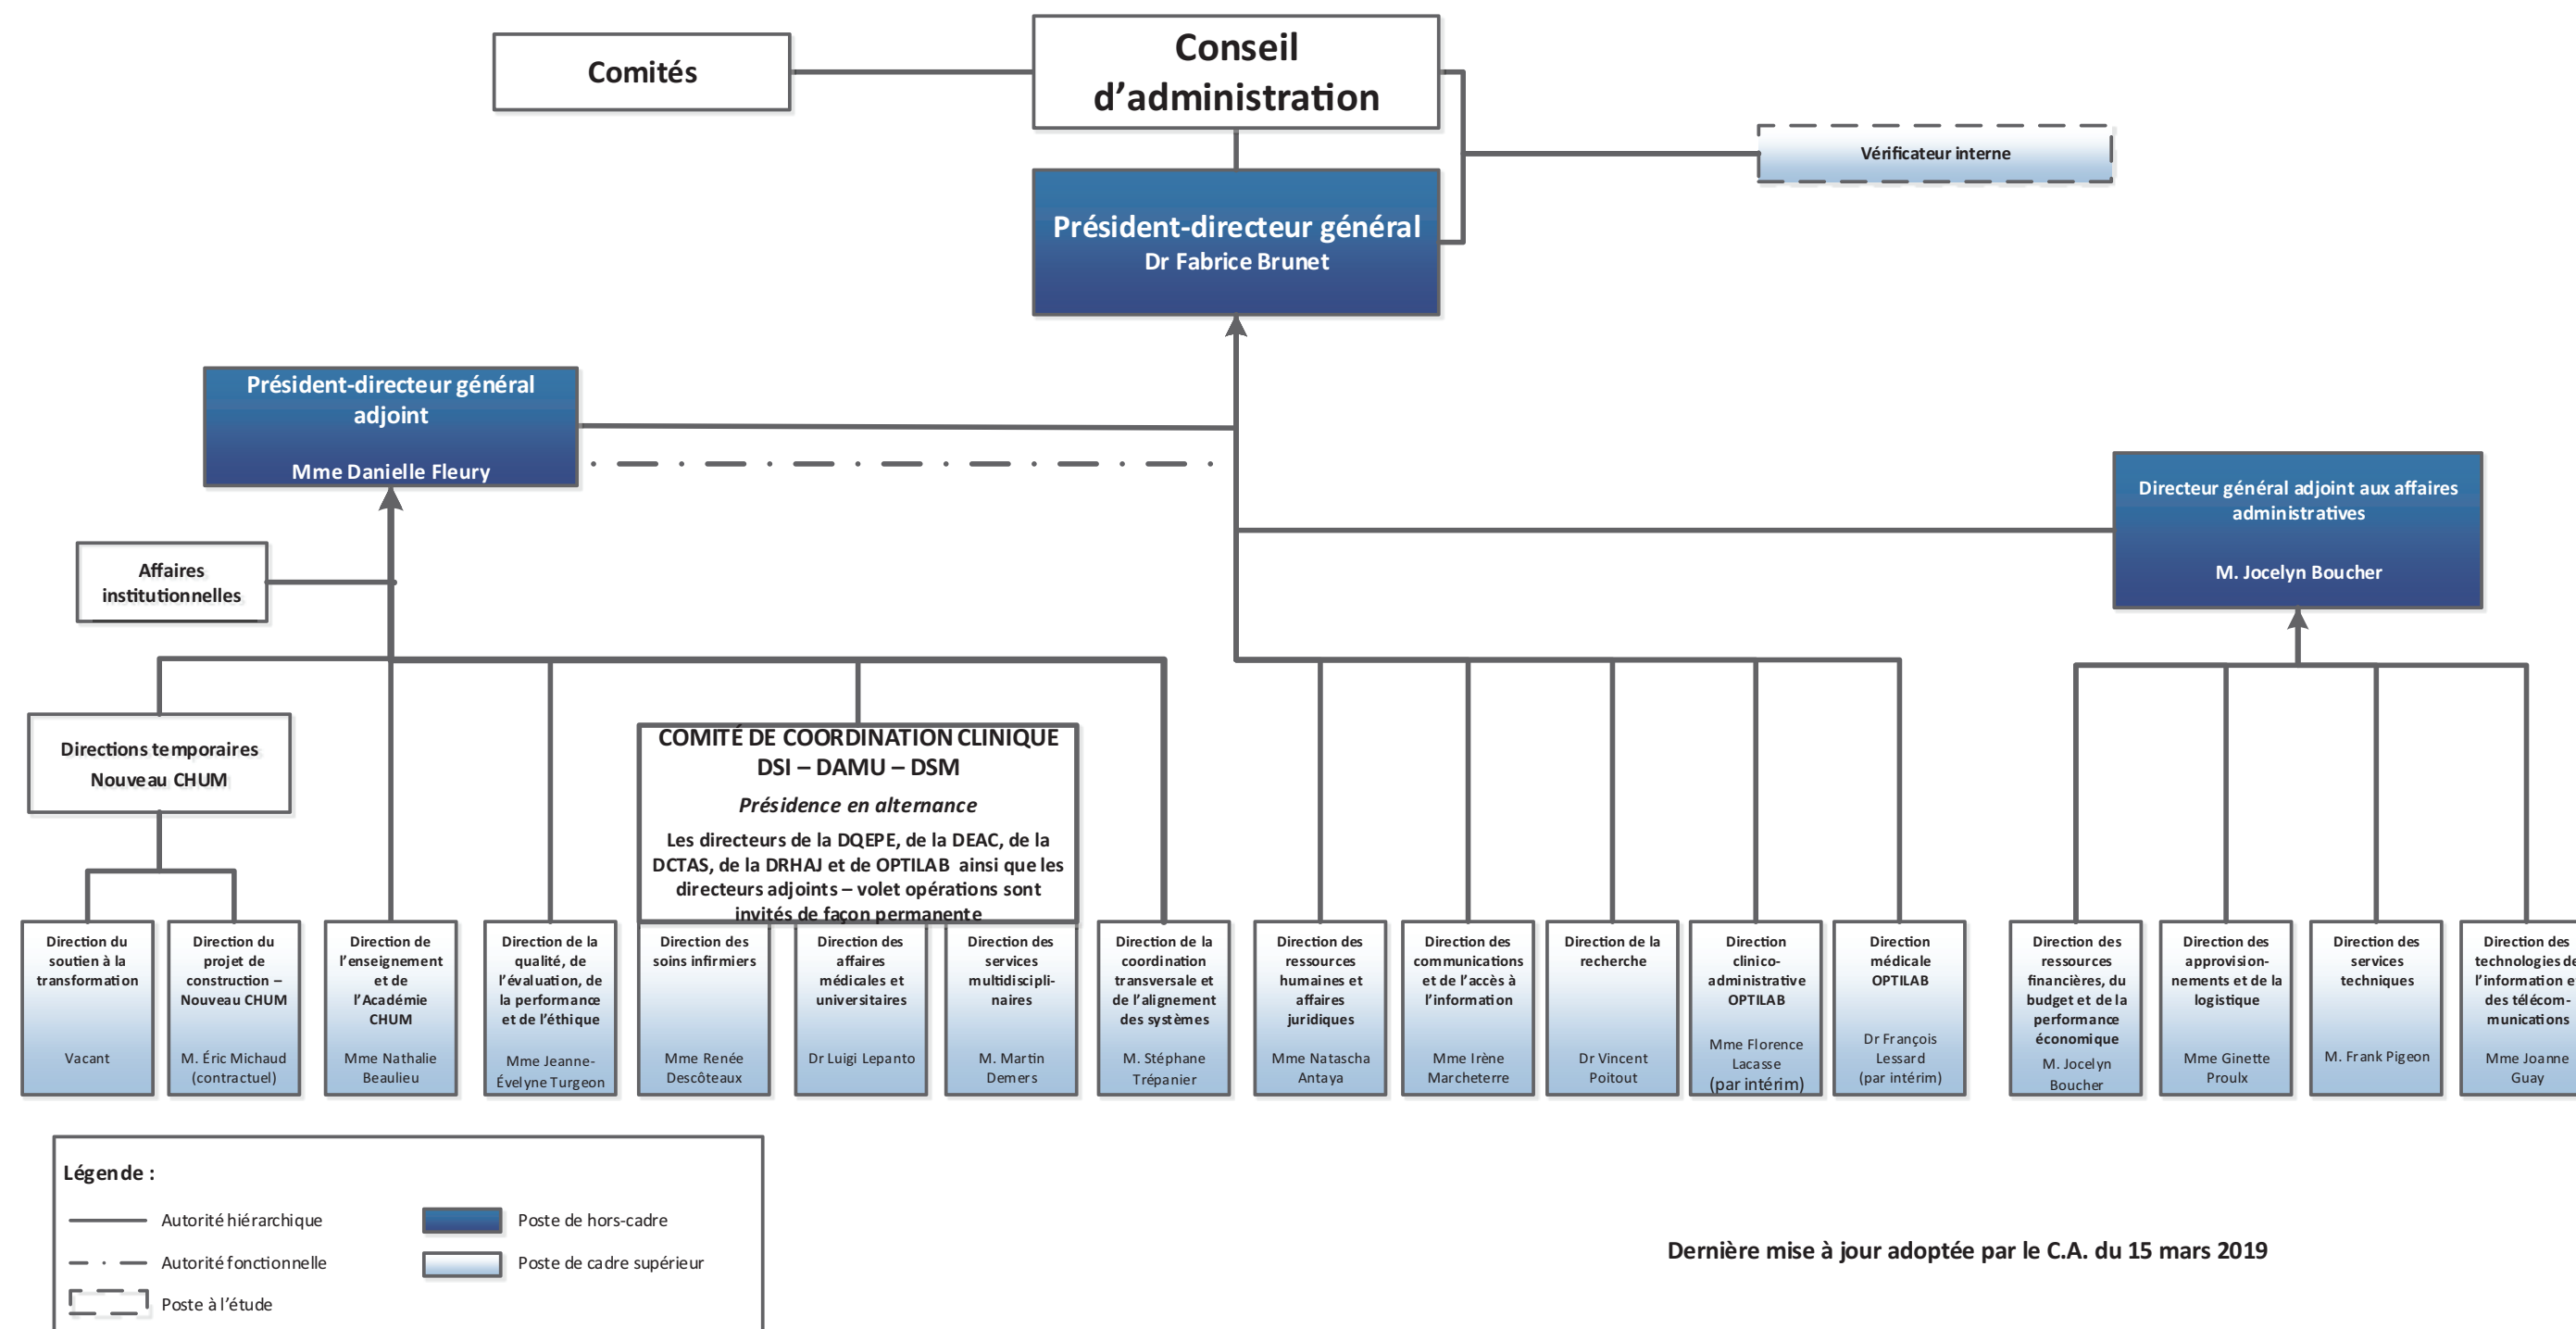 Conseil
d'administration
Comités
Vérificateur interne
Président-directeur général
Dr Fabrice Brunet
Président-directeur général
adjoint
Mme Danielle Fleury
Directeur général adjoint aux affaires
administratives
M. Jocelyn Boucher
Affaires
institutionnelles
Directions temporaires
Nouveau CHUM
COMITÉ DE COORDINATION CLINIQUE
DSI – DAMU – DSM
Présidence en alternance
Les directeurs de la DQEPE, de la DEAC, de la
DCTAS, de la DRHAJ et de OPTILAB ainsi que les
directeurs adjoints – volet opérations sont
invités de façon permanente
Direction du
soutien à la
transformation
Vacant
Direction du
projet de
construction –
Nouveau CHUM
M. Éric Michaud
(contractuel)
Direction de
l'enseignement
et de
l'Académie
CHUM
Mme Nathalie
Beaulieu
Direction de la
qualité, de
l'évaluation, de
la performance
et de l'éthique
Mme Jeanne-
Évelyne Turgeon
Direction des
soins infirmiers
Mme Renée
Descôteaux
Direction des
affaires
médicales et
universitaires
Dr Luigi Lepanto
Direction des
services
multidiscipli-
naires
M. Martin
Demers
Direction de la
coordination
transversale et
de l'alignement
des systèmes
M. Stéphane
Trépanier
Direction des
ressources
humaines et
affaires
juridiques
Mme Natascha
Antaya
Direction des
communications
et de l'accès à
l'information
Mme Irène
Marcheterre
Direction de la
recherche
Dr Vincent
Poitout
Direction
clinico-
administrative
OPTILAB
Mme Florence
Lacasse
(par intérim)
Direction
médicale
OPTILAB
Dr François
Lessard
(par intérim)
Direction des
ressources
financières, du
budget et de la
performance
économique
M. Jocelyn
Boucher
Direction des
approvision-
nements et de la
logistique
Mme Ginette
Proulx
Direction des
services
techniques
M. Frank Pigeon
Direction des
technologies de
l'information e
des télécom-
munications
Mme Joanne
Guay
Légende :
Autorité hiérarchique
Poste de hors-cadre
Autorité fonctionnelle
Poste de cadre supérieur
Poste à l'étude
Dernière mise à jour adoptée par le C.A. du 15 mars 2019